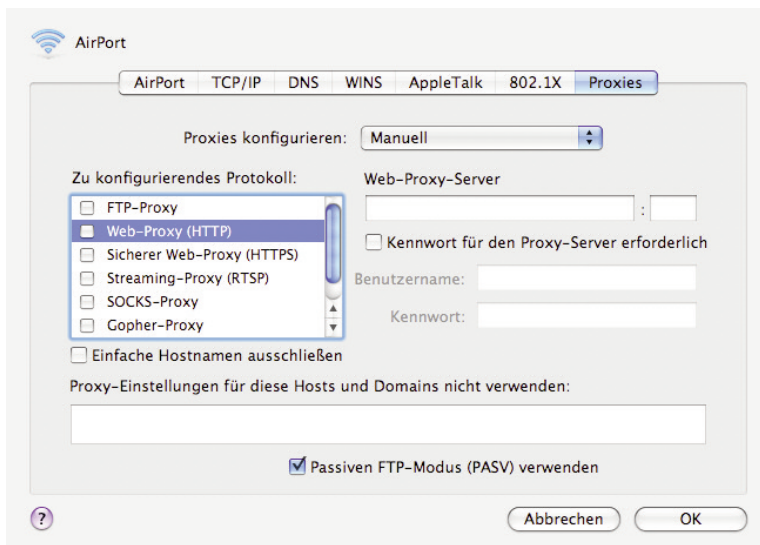 AirPort
AirPort TCP/IP DNS WINS AppleTalk 802.1X Proxies
Proxies konfigurieren: Manuell
Zu konfigurierendes Protokoll:
FTP-Proxy
Web-Proxy (HTTP)
Sicherer Web-Proxy (HTTPS)
Streaming-Proxy (RTSP)
SOCKS-Proxy
Gopher-Proxy
Einfache Hostnamen ausschließen
Web-Proxy-Server
:
Kennwort für den Proxy-Server erforderlich
Benutzername:
Kennwort:
Proxy-Einstellungen für diese Hosts und Domains nicht verwenden:
Passiven FTP-Modus (PASV) verwenden
?
Abbrechen
OK